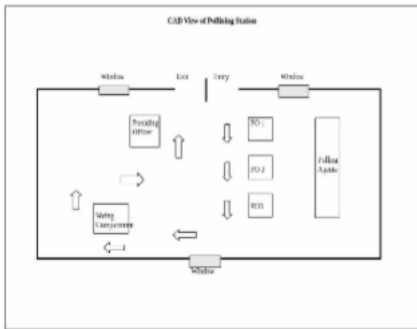 CAD View of Pollining Station
Window
Exit
Entry
Window
Presiding
Officer
PO 1
PO 2
PO3
Polling
Agents
Voting
Compartment
Window